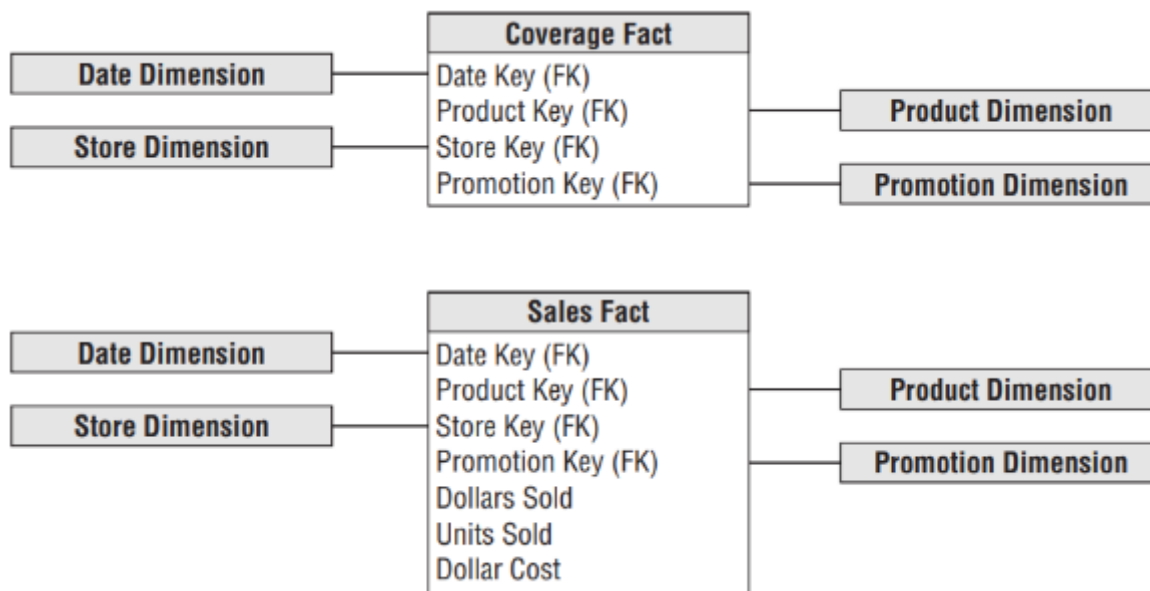 Coverage Fact
Date Dimension
Date Key (FK)
Product Key (FK)
Product Dimension
Store Dimension
Store Key (FK)
Promotion Key (FK)
Promotion Dimension
Sales Fact
Date Dimension
Date Key (FK)
Product Key (FK)
Product Dimension
Store Dimension
Store Key (FK)
Promotion Key (FK)
Promotion Dimension
Dollars Sold
Units Sold
Dollar Cost